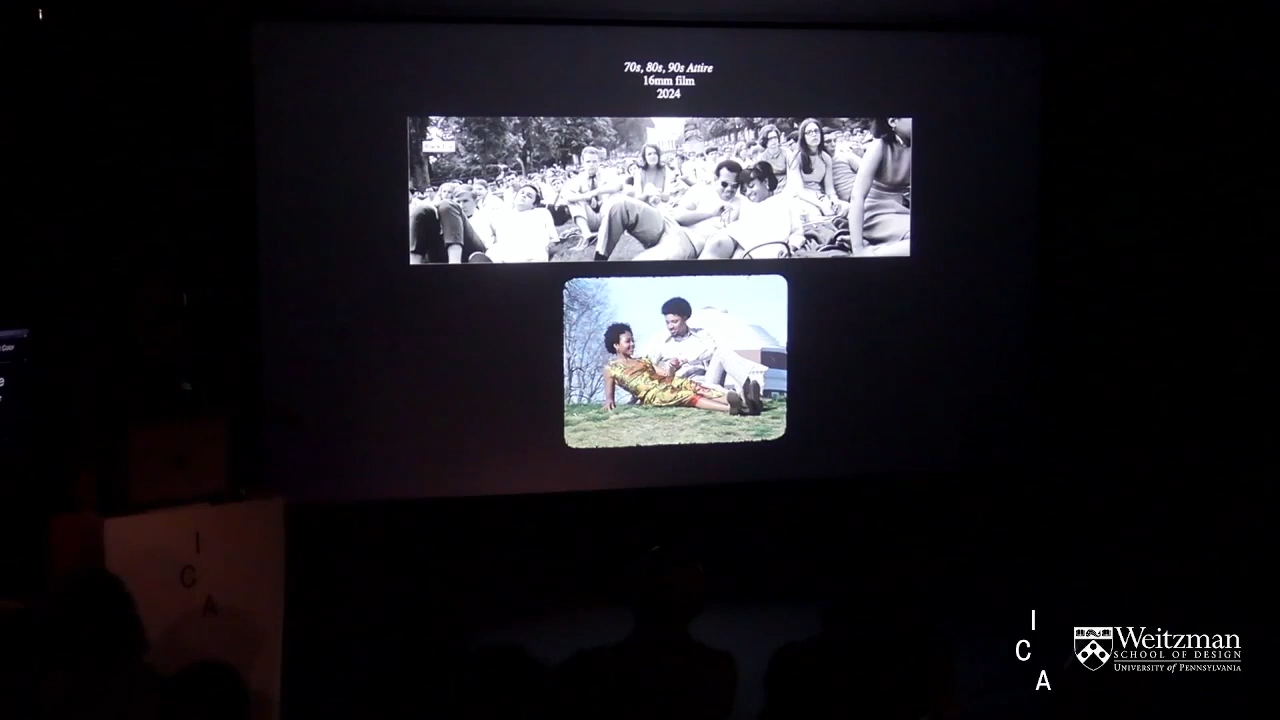 70s, 80s, 90s Attire
16mm film
2024
I
C
A
I
C
A
Weitzman
SCHOOL OF DESIGN
UNIVERSITY of PENNSYLVANIA